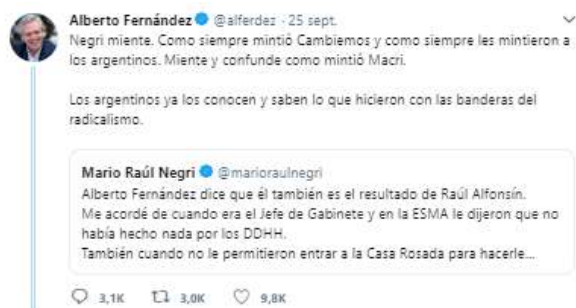 Alberto Fernández @alferdez · 25 sept.
Negri miente. Como siempre mintió Cambiemos y como siempre les mintieron a
los argentinos. Miente y confunde como mintió Macri.
Los argentinos ya los conocen y saben lo que hicieron con las banderas del
radicalismo.
Mario Raúl Negri @marioraulnegri
Alberto Fernández dice que él también es el resultado de Raúl Alfonsín.
Me acordé de cuando era el Jefe de Gabinete y en la ESMA le dijeron que no
había hecho nada por los DDHH.
También cuando no le permitieron entrar a la Casa Rosada para hacerle...
3,1K 3,0K 9,8K